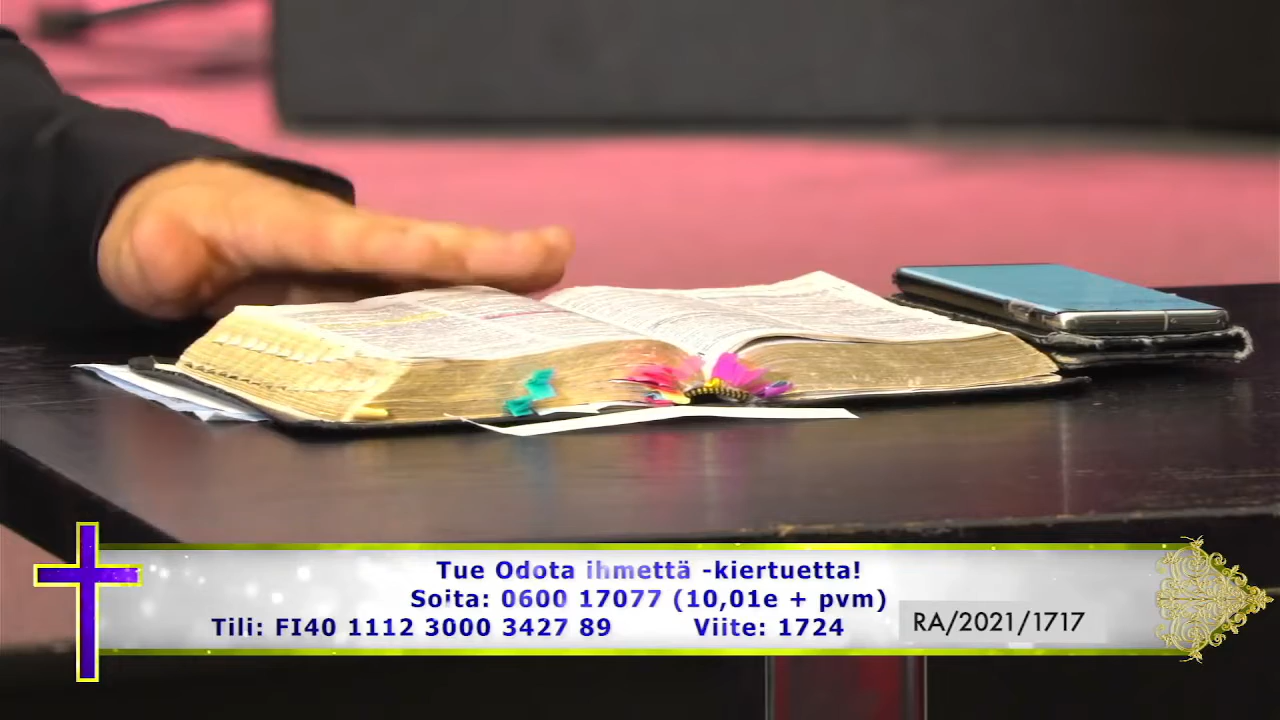 Tue Odota ihmettä -kiertuetta!
Soita: 0600 17077 (10,01e + pvm)
Tili: FI40 1112 3000 3427 89 Viite: 1724
RA/2021/1717